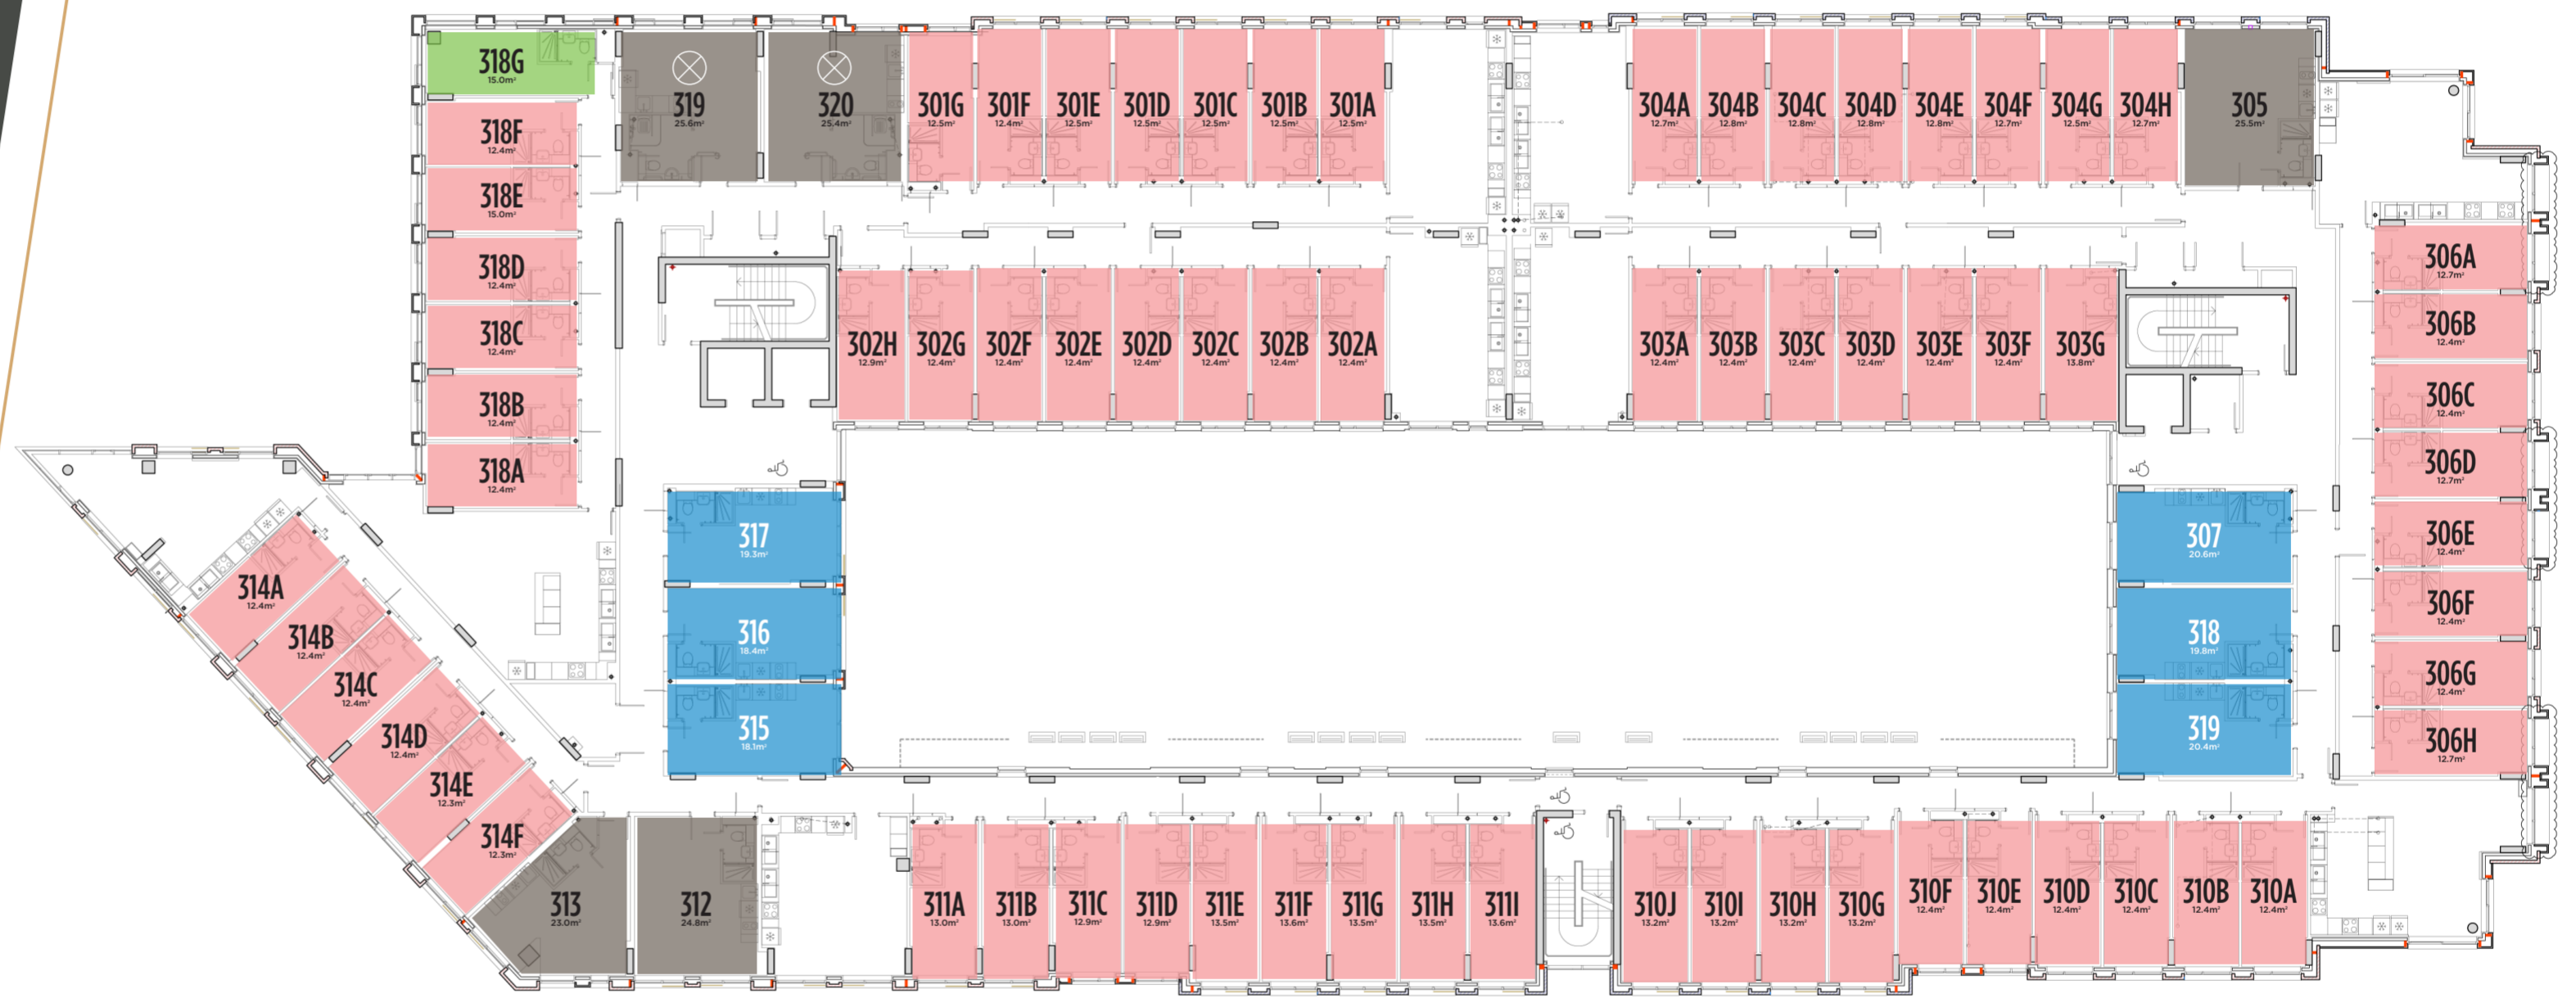 318G
15.0m²
318F
12.4m²
318E
15.0m²
318D
12.4m²
318C
12.4m²
318B
12.4m²
318A
12.4m²
319
25.6m²
320
25.4m²
301G
12.5m²
301F
12.4m²
301E
12.5m²
301D
12.5m²
301C
12.5m²
301B
12.5m²
301A
12.5m²
304A
12.7m²
304B
12.8m²
304C
12.8m²
304D
12.8m²
304E
12.8m²
304F
12.7m²
304G
12.5m²
304H
12.7m²
305
25.5m²
302H
12.9m²
302G
12.4m²
302F
12.4m²
302E
12.4m²
302D
12.4m²
302C
12.4m²
302B
12.4m²
302A
12.4m²
303A
12.4m²
303B
12.4m²
303C
12.4m²
303D
12.4m²
303E
12.4m²
303F
12.4m²
303G
13.8m²
306A
12.7m²
306B
12.4m²
306C
12.4m²
306D
12.7m²
306E
12.4m²
306F
12.4m²
306G
12.4m²
306H
12.7m²
317
19.3m²
316
18.4m²
315
18.1m²
307
20.6m²
318
19.8m²
319
20.4m²
314A
12.4m²
314B
12.4m²
314C
12.4m²
314D
12.4m²
314E
12.3m²
314F
12.3m²
313
23.0m²
312
24.8m²
311A
13.0m²
311B
13.0m²
311C
12.9m²
311D
12.9m²
311E
13.5m²
311F
13.6m²
311G
13.5m²
311H
13.5m²
311I
13.6m²
310J
13.2m²
310I
13.2m²
310H
13.2m²
310G
13.2m²
310F
12.4m²
310E
12.4m²
310D
12.4m²
310C
12.4m²
310B
12.4m²
310A
12.4m²